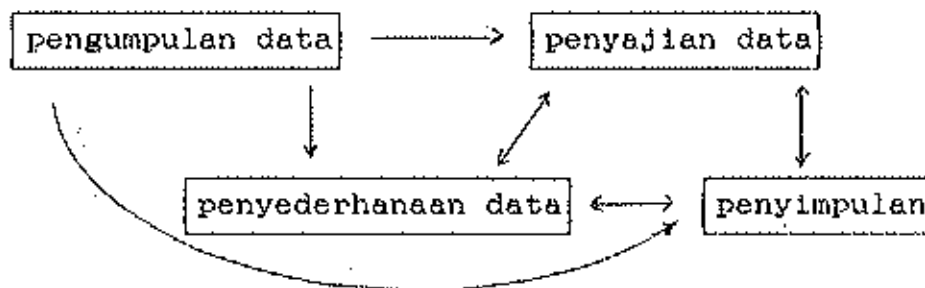 pengumpulan data
penyajian data
penyederhanaan data
penyimpulan